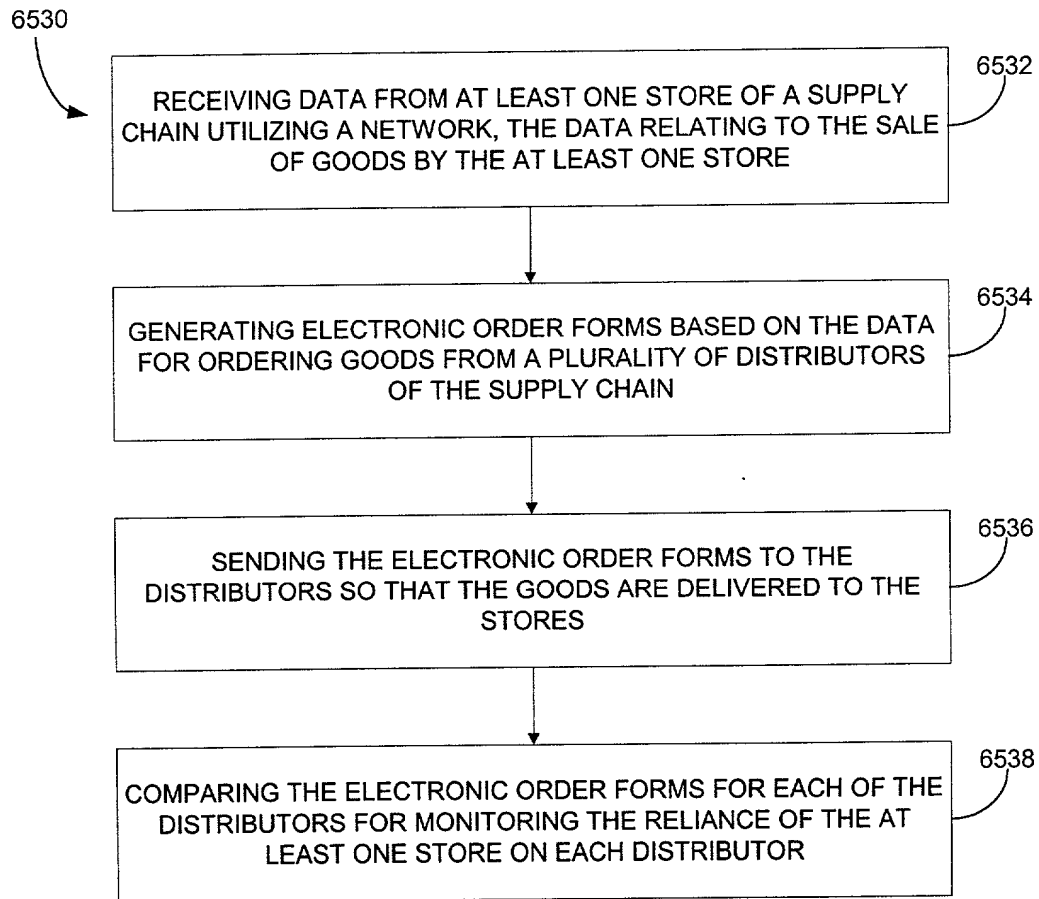 6530
6532
RECEIVING DATA FROM AT LEAST ONE STORE OF A SUPPLY
CHAIN UTILIZING A NETWORK, THE DATA RELATING TO THE SALE
OF GOODS BY THE AT LEAST ONE STORE
6534
GENERATING ELECTRONIC ORDER FORMS BASED ON THE DATA
FOR ORDERING GOODS FROM A PLURALITY OF DISTRIBUTORS
OF THE SUPPLY CHAIN
6536
SENDING THE ELECTRONIC ORDER FORMS TO THE
DISTRIBUTORS SO THAT THE GOODS ARE DELIVERED TO THE
STORES
6538
COMPARING THE ELECTRONIC ORDER FORMS FOR EACH OF THE
DISTRIBUTORS FOR MONITORING THE RELIANCE OF THE AT
LEAST ONE STORE ON EACH DISTRIBUTOR